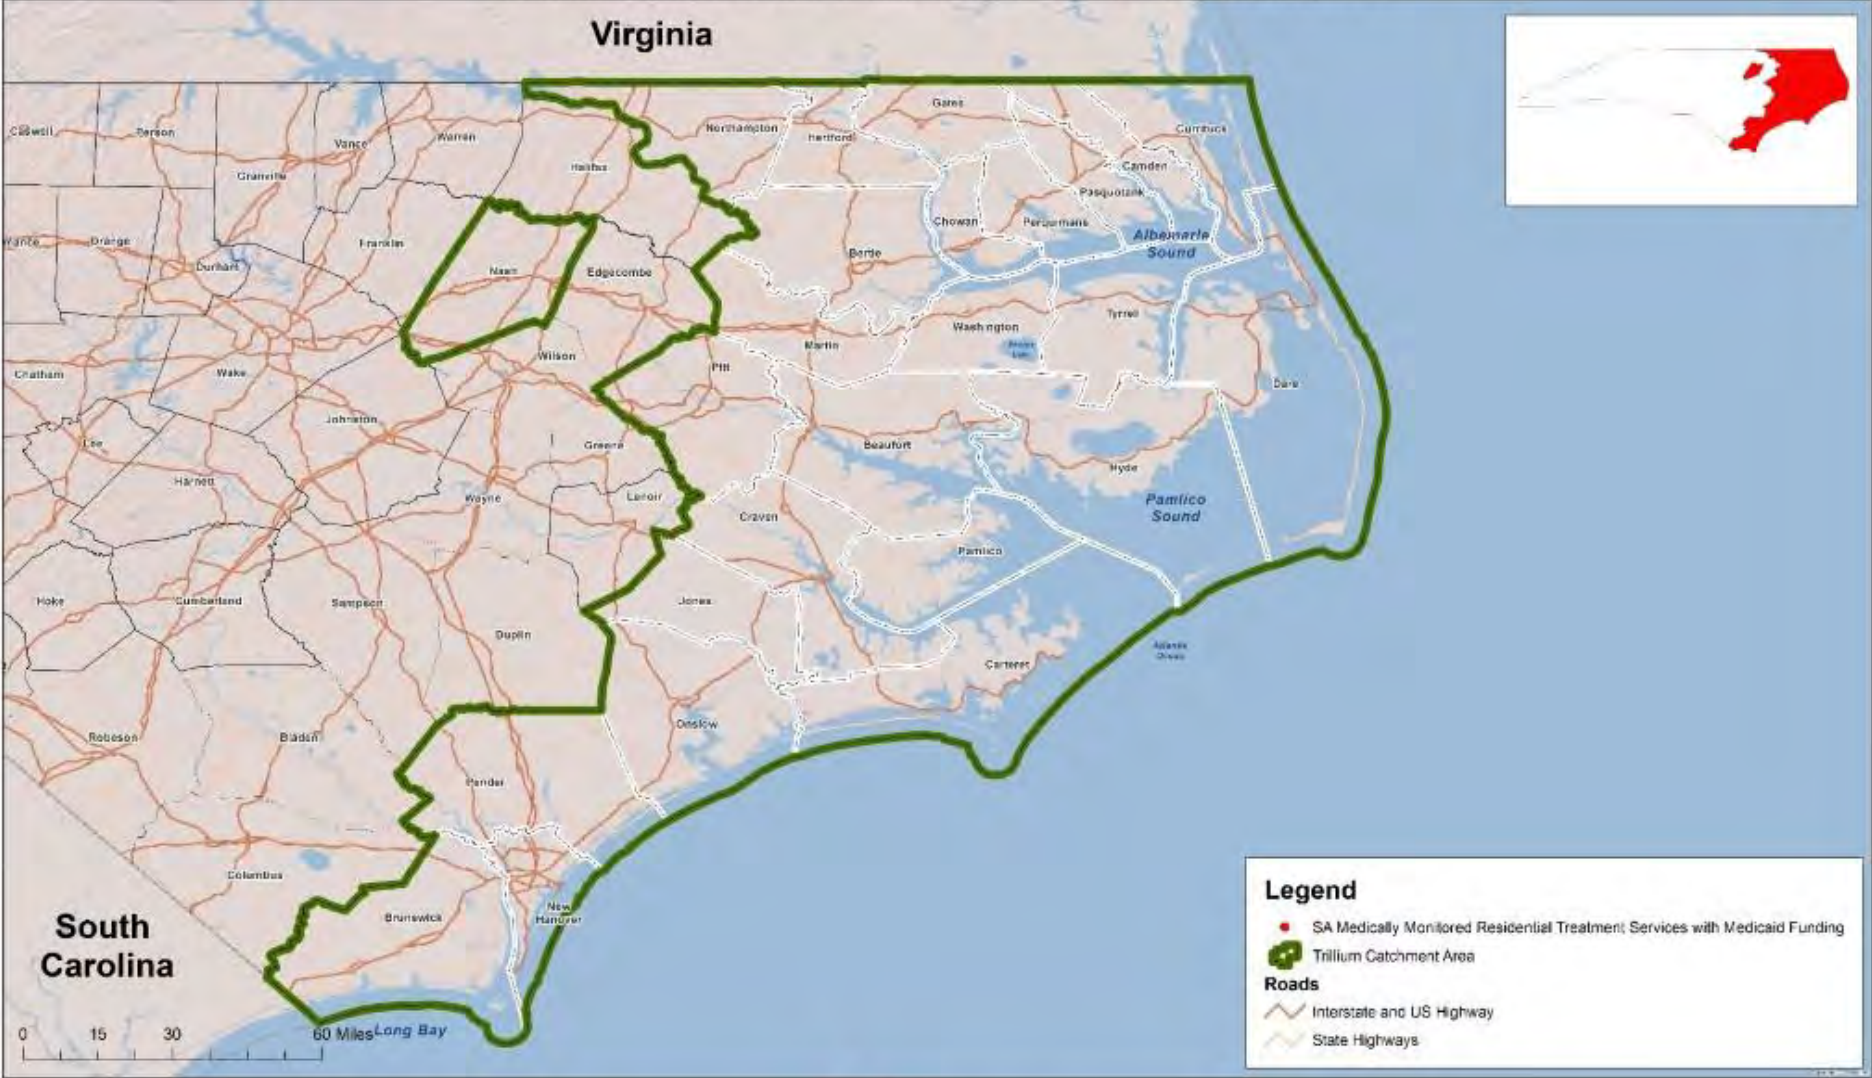 Virginia
Gates
Caswell
Person
Vance
Warren
Northampton
Hertford
Currituck
Halifax
Camden
Granville
Pasquotank
Chowan
Perquimans
Albemarle
Sound
Orange
Franklin
Bertie
Durham
Nash
Edgecombe
Tyrrell
Washington
Martin
Wilson
Pitt
Chatham
Wake
Dare
Johnston
Lee
Greene
Beaufort
Hyde
Harnett
Wayne
Lenoir
Pamlico
Sound
Craven
Pamlico
Hoke
Cumberland
Sampson
Jones
Duplin
Atlantic
Ocean
Carteret
Onslow
Robeson
Bladen
Pender
Columbus
New
Hanover
Brunswick
South
Carolina
0 15 30 60 Miles
Long Bay
Legend
SA Medically Monitored Residential Treatment Services with Medicaid Funding
Trillium Catchment Area
Roads
Interstate and US Highway
State Highways